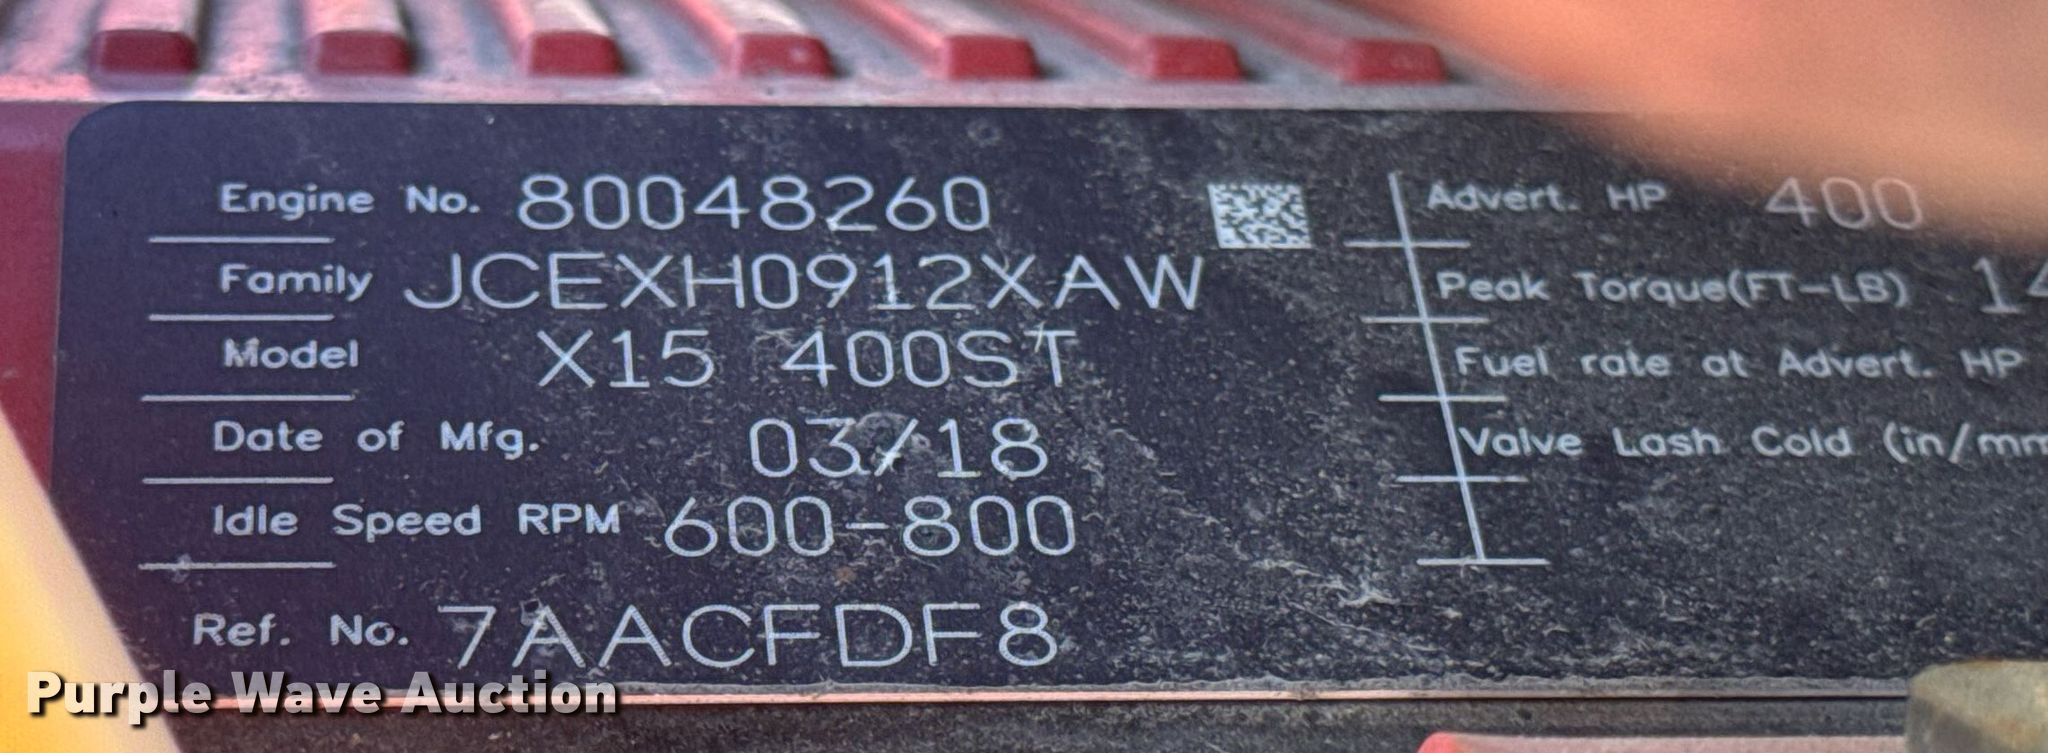 Engine No. 80048260
Family JCEXH0912XAW
Model X15 400ST
Date of Mfg. 03/18
Idle Speed RPM 600-800
Ref. No. 7AACFDF8
Advert. HP 400
Peak Torque(FT-LB)
Fuel rate at Advert. HP
Valve Lash Cold (in/mm
Purple Wave Auction